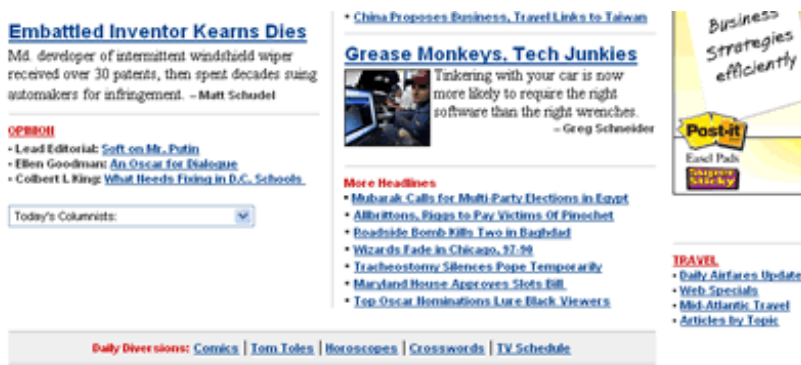 Embattled Inventor Kearns Dies
Md. developer of intermittent windshield wiper
received over 30 patents, then spent decades suing
automakers for infringement. – Matt Schudel
OPINION
• Lead Editorial: Soft on Mr. Putin
• Ellen Goodman: An Oscar for Dialogue
• Colbert I. King: What Needs Fixing in D.C. Schools
Today's Columnists:
• China Proposes Business, Travel Links to Taiwan
Grease Monkeys, Tech Junkies
Tinkering with your car is now
more likely to require the right
software than the right wrenches.
– Greg Schneider
More Headlines
• Mubarak Calls for Multi-Party Elections in Egypt
• Allbrittons, Riggs to Pay Victims Of Pinochet
• Roadside Bomb Kills Two in Baghdad
• Wizards Fade in Chicago, 97-90
• Tracheostomy Silences Pope Temporarily
• Maryland House Approves Slots Bill
• Top Oscar Nominations Lure Black Viewers
Business
Strategies
efficiently
Post-it
Easel Pads
Super
Sticky
TRAVEL
• Daily Airfares Update
• Web Specials
• Mid-Atlantic Travel
• Articles by Topic
Daily Diversions: Comics | Tom Toles | Horoscopes | Crosswords | TV Schedule